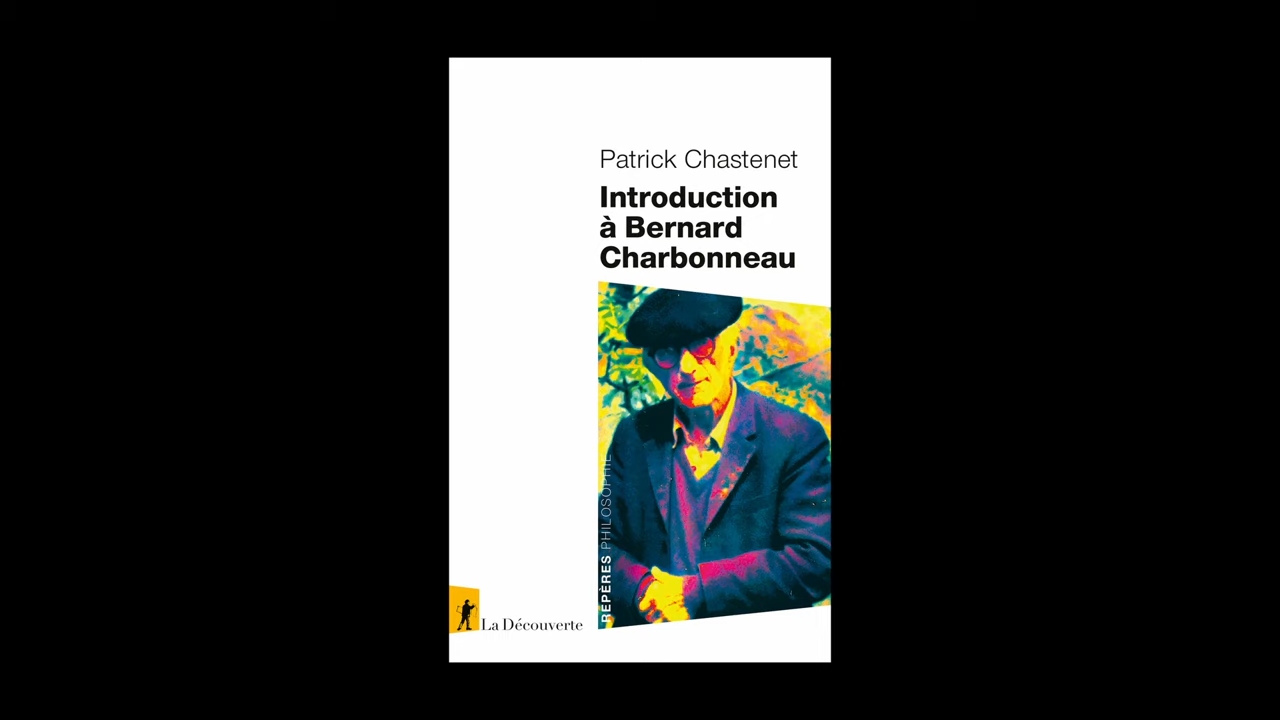 Patrick Chastenet
Introduction
à Bernard
Charbonneau
REPÈRES PHILOSOPHIE
La Découverte